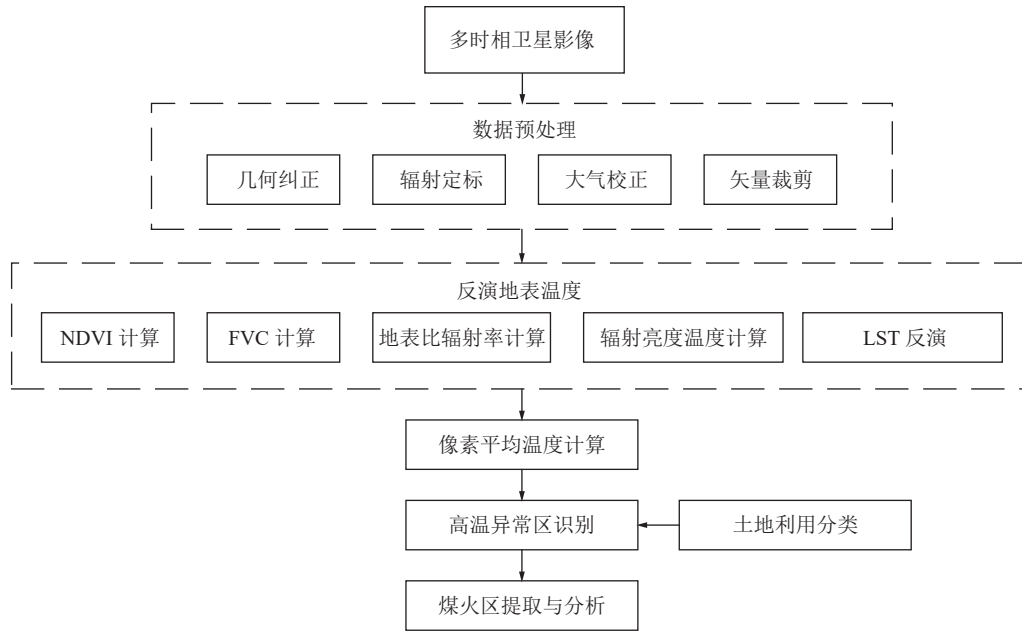 多时相卫星影像
数据预处理
几何纠正
辐射定标
大气校正
矢量裁剪
反演地表温度
NDVI 计算
FVC 计算
地表比辐射率计算
辐射亮度温度计算
LST 反演
像素平均温度计算
高温异常区识别
土地利用分类
煤火区提取与分析